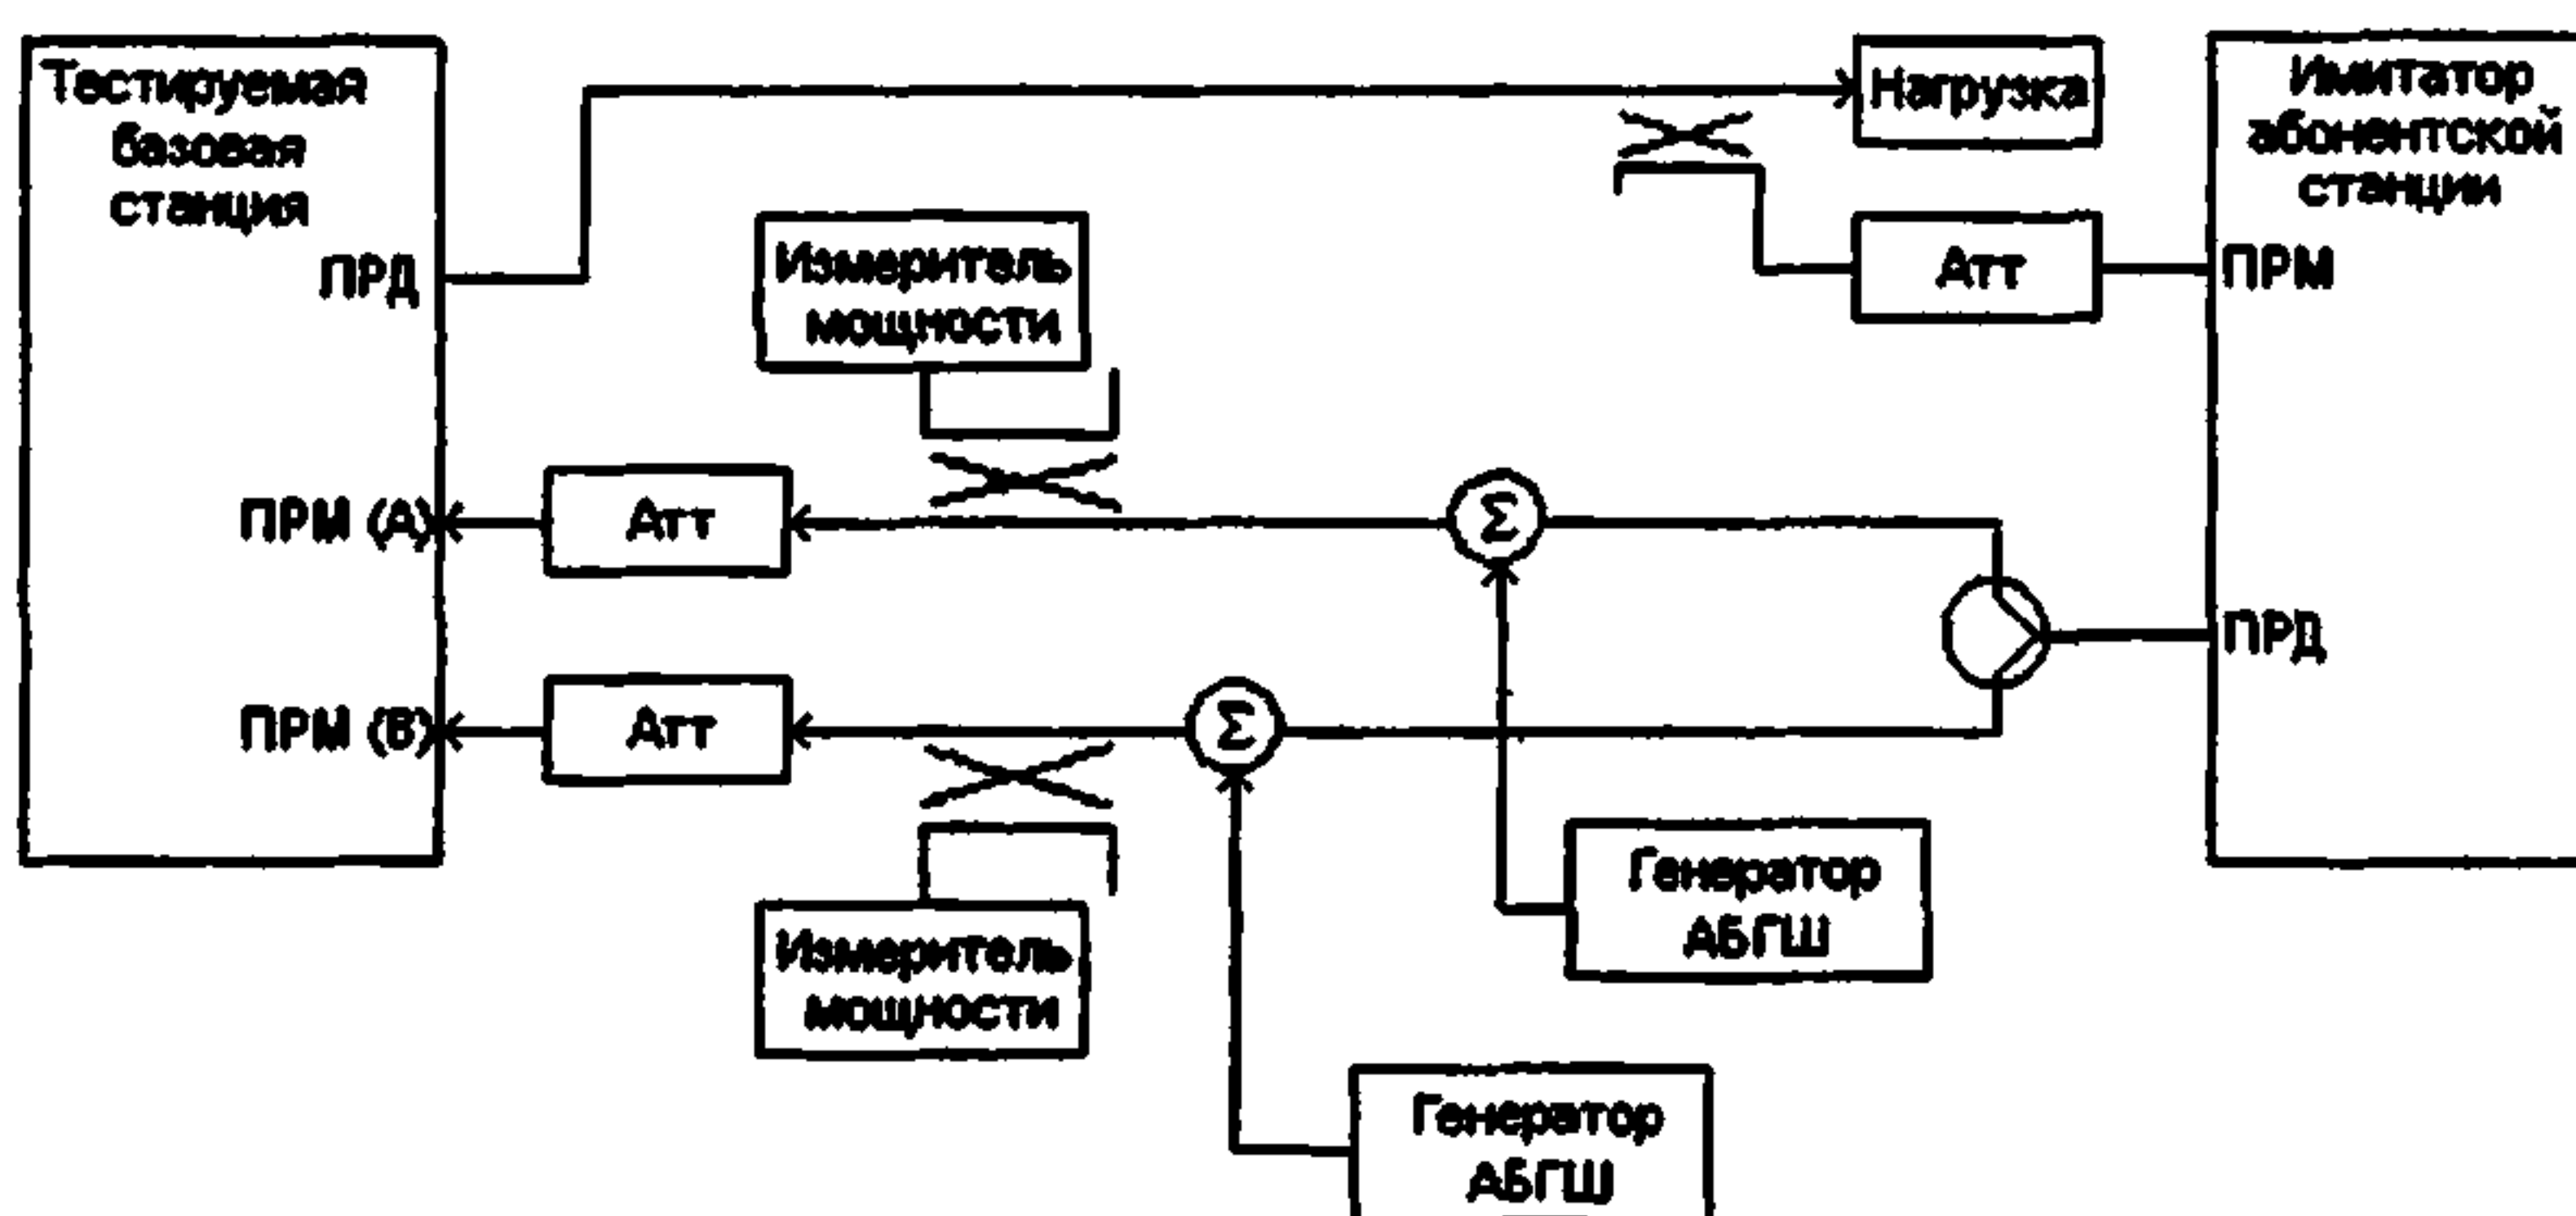 Тестируемая
базовая
станция
ПРД
ПРМ (А)
ПРМ (В)
Измеритель
мощности
Атт
Атт
Измеритель
мощности
Σ
Σ
Нагрузка
Атт
Генератор
АБГШ
Генератор
АБГШ
Имитатор
абонентской
станции
ПРМ
ПРД